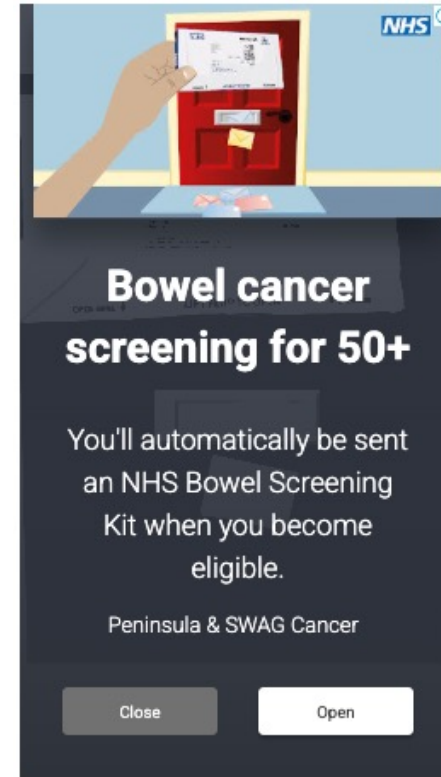 NHS
Bowel cancer
screening for 50+
You'll automatically be sent
an NHS Bowel Screening
Kit when you become
eligible.
Peninsula & SWAG Cancer
Close
Open